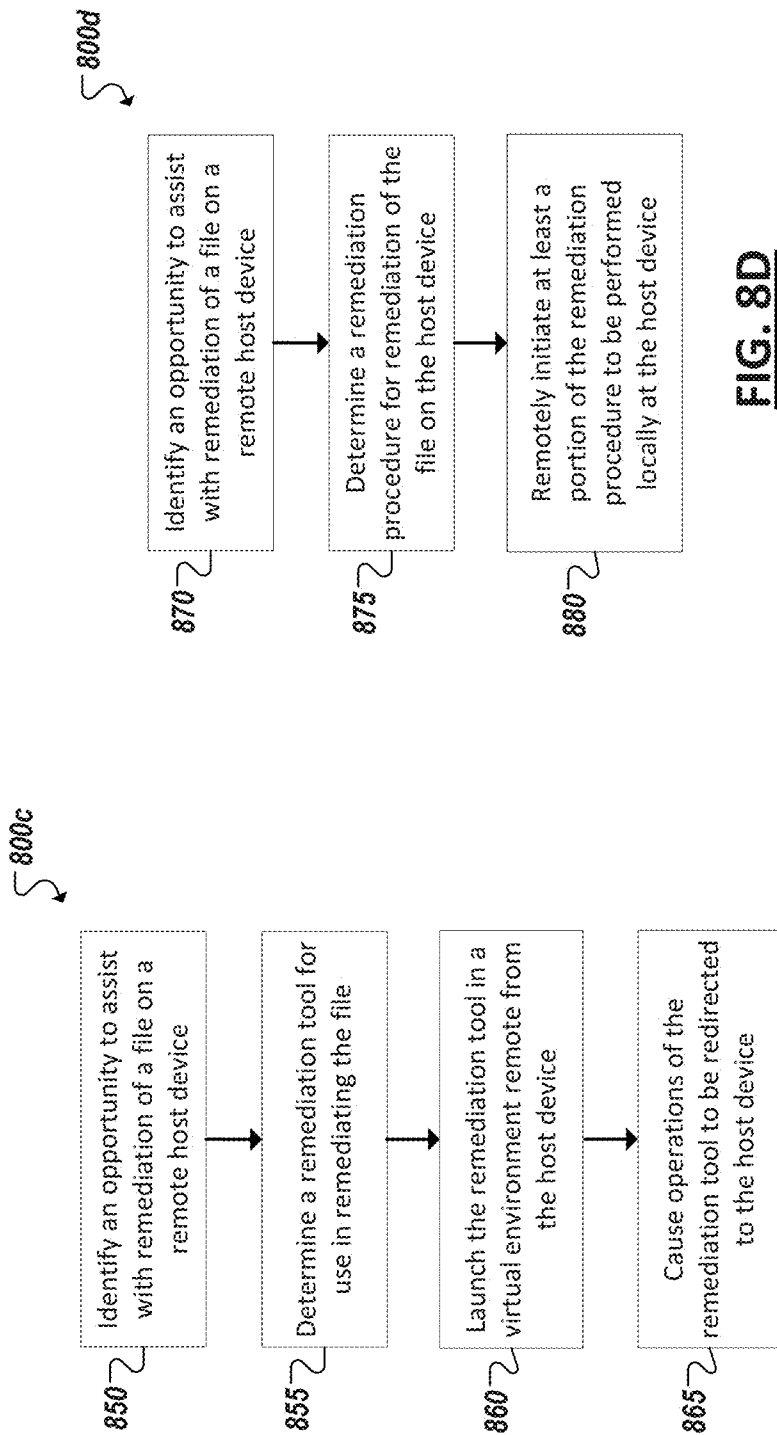 800c
850
Identify an opportunity to assist
with remediation of a file on a
remote host device
855
Determine a remediation tool for
use in remediating the file
860
Launch the remediation tool in a
virtual environment remote from
the host device
865
Cause operations of the
remediation tool to be redirected
to the host device
800d
870
Identify an opportunity to assist
with remediation of a file on a
remote host device
875
Determine a remediation
procedure for remediation of the
file on the host device
880
Remotely initiate at least a
portion of the remediation
procedure to be performed
locally at the host device
FIG. 8D